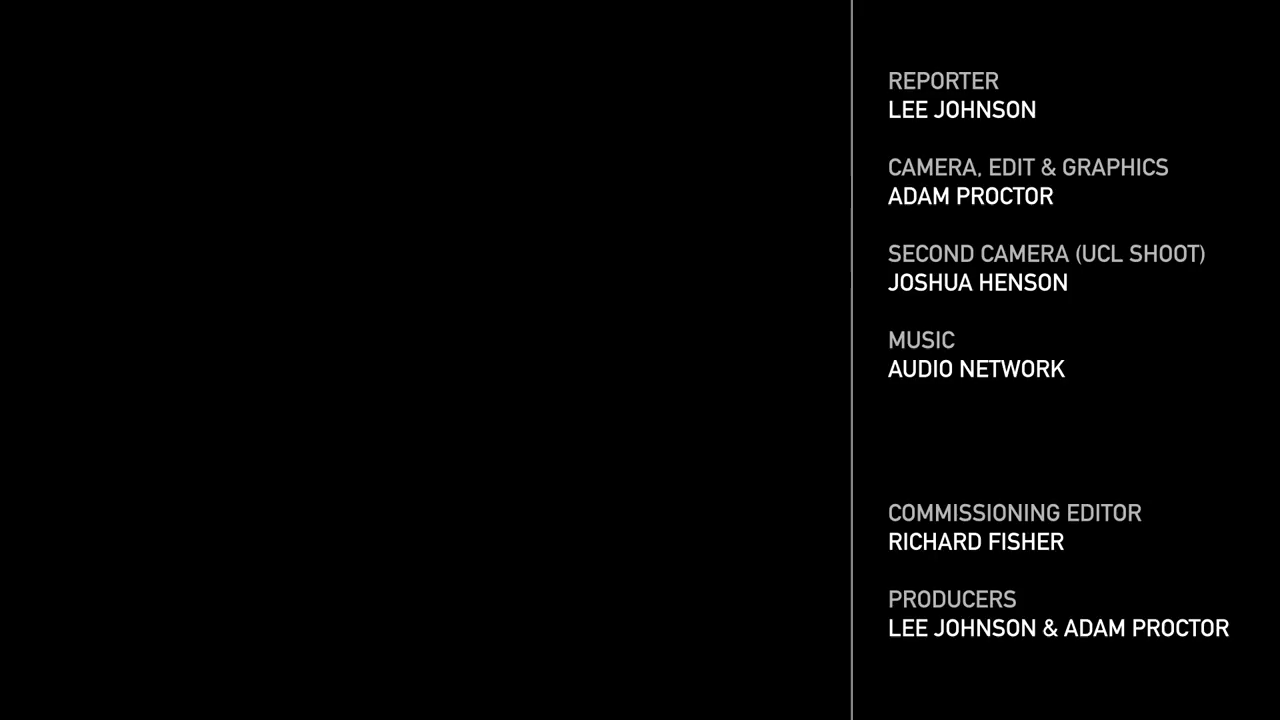 REPORTER
LEE JOHNSON
CAMERA, EDIT & GRAPHICS
ADAM PROCTOR
SECOND CAMERA (UCL SHOOT)
JOSHUA HENSON
MUSIC
AUDIO NETWORK
COMMISSIONING EDITOR
RICHARD FISHER
PRODUCERS
LEE JOHNSON & ADAM PROCTOR